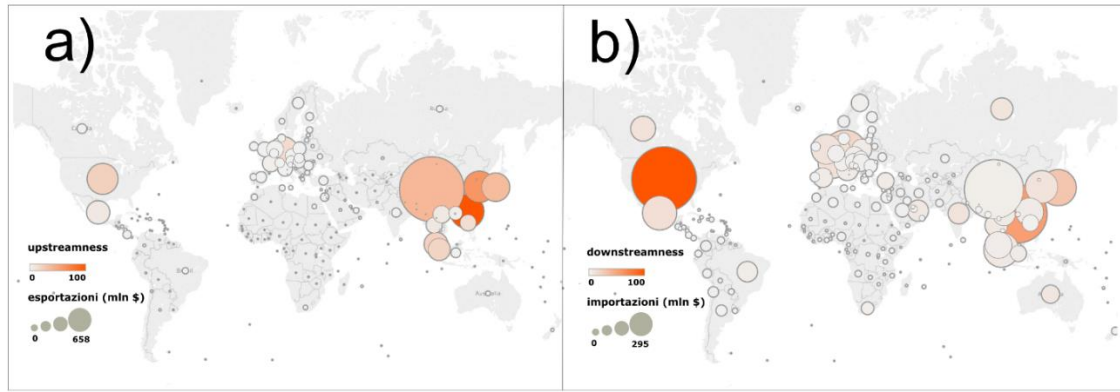 a)
upstreamness
0 100
esportazioni (mln $)
0 658
b)
downstreamness
0 100
importazioni (mln $)
0 295